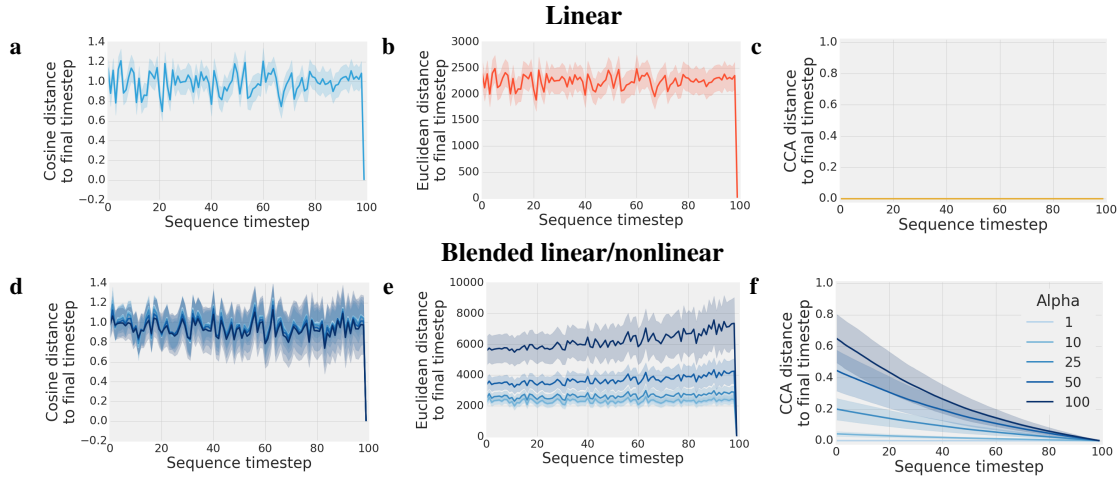 Linear
a
Cosine distance
to final timestep
1.4
1.2
1.0
0.8
0.6
0.4
0.2
0.0
−0.2
0 20 40 60 80 100
Sequence timestep
b
Euclidean distance
to final timestep
3000
2500
2000
1500
1000
500
0
0 20 40 60 80 100
Sequence timestep
c
CCA distance
to final timestep
1.0
0.8
0.6
0.4
0.2
0.0
0 20 40 60 80 100
Sequence timestep
Blended linear/nonlinear
d
Cosine distance
to final timestep
1.4
1.2
1.0
0.8
0.6
0.4
0.2
0.0
−0.2
0 20 40 60 80 100
Sequence timestep
e
Euclidean distance
to final timestep
10000
8000
6000
4000
2000
0
0 20 40 60 80 100
Sequence timestep
f
CCA distance
to final timestep
1.0
0.8
0.6
0.4
0.2
0.0
0 20 40 60 80 100
Sequence timestep
Alpha
1
10
25
50
100